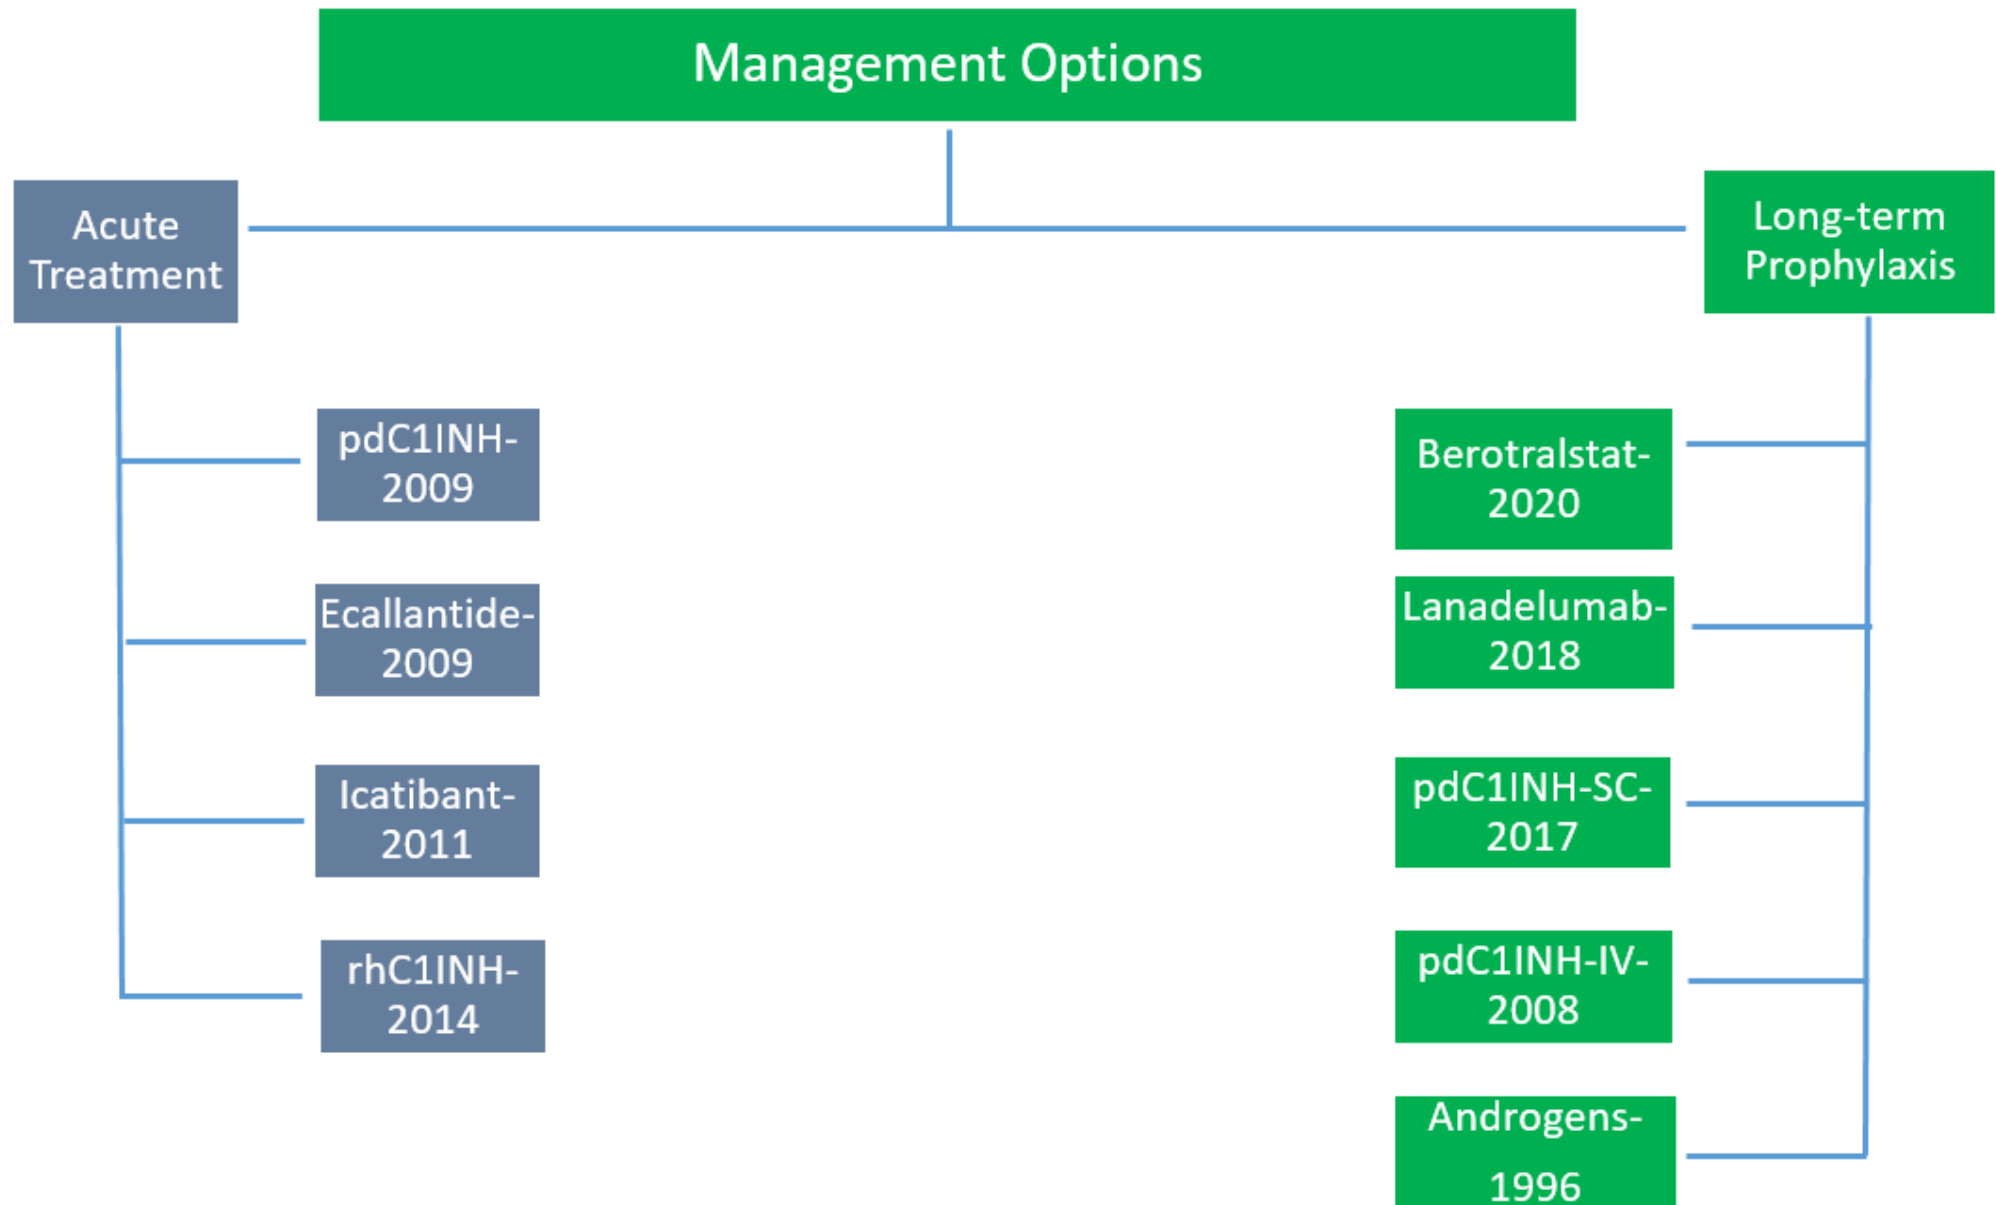 Management Options
Acute
Treatment
Long-term
Prophylaxis
pdC1INH-
2009
Ecallantide-
2009
Icatibant-
2011
rhC1INH-
2014
Berotralstat-
2020
Lanadelumab-
2018
pdC1INH-SC-
2017
pdC1INH-IV-
2008
Androgens-
1996